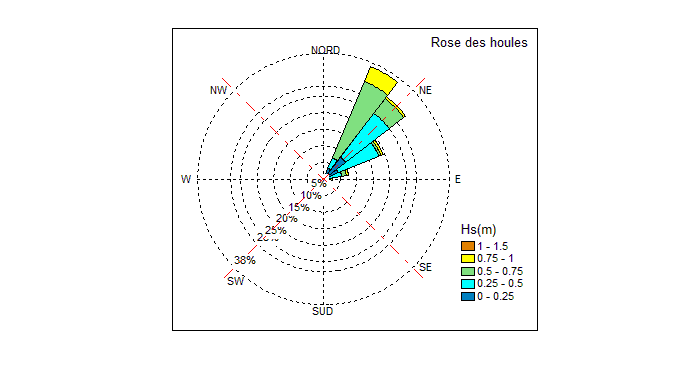 Rose des houles
NORD
NW
NE
W
E
5%
10%
15%
20%
25%
38%
SW
SE
SUD
Hs(m)
1 - 1.5
0.75 - 1
0.5 - 0.75
0.25 - 0.5
0 - 0.25